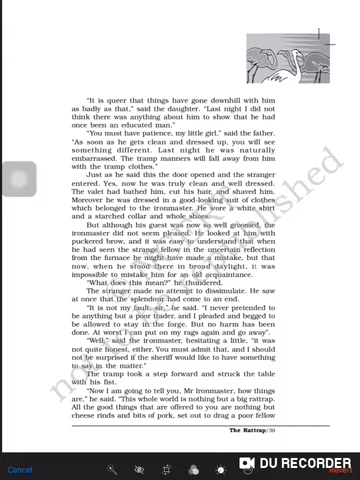 "It is queer that things have gone downhill with him
as badly as that," said the daughter. "Last night I did
not think there was anything about him to show that he had
once been an educated man."
"You must have patience, my little girl," said the father.
"As soon as he gets clean and dressed up, you will see
something different. Last night he was naturally
embarrassed. The tramp manners will fall away from him
with the tramp clothes."
Just as he said this the door opened and the stranger
entered. Yes, now he was truly clean and well dressed.
The valet had bathed him, cut his hair, and shaved him.
Moreover he was dressed in a good-looking suit of clothes
which belonged to the ironmaster. He wore a white shirt
and a starched collar and whole shoes.
But although his guest was now so well groomed, the
ironmaster did not seem pleased. He looked at him with
puckered brow, and it was easy to understand that when
he had seen the strange fellow in the uncertain reflection
from the furnace he might have made a mistake, but that
now, when he stood there in broad daylight, it was
impossible to mistake him for an old acquaintance.
"What does this mean?" he thundered.
The stranger made no attempt to dissimulate. He saw
at once that the splendour had come to an end.
"It is not my fault, sir," he said. "I never pretended to
be anything but a poor trader, and I pleaded and begged to
be allowed to stay in the forge. But no harm has been
done. At worst I can put on my rags again and go away".
"Well," said the ironmaster, hesitating a little, "it was
not quite honest, either. You must admit that, and I should
not be surprised if the sheriff would like to have something
to say in the matter."
The tramp took a step forward and struck the table
with his fist.
"Now I am going to tell you, Mr Ironmaster, how things
are," he said. "This whole world is nothing but a big rattrap.
All the good things that are offered to you are nothing but
cheese rinds and bits of pork, set out to drag a poor fellow
The Rattrap/39
DU RECORDER
Cancel
Revert